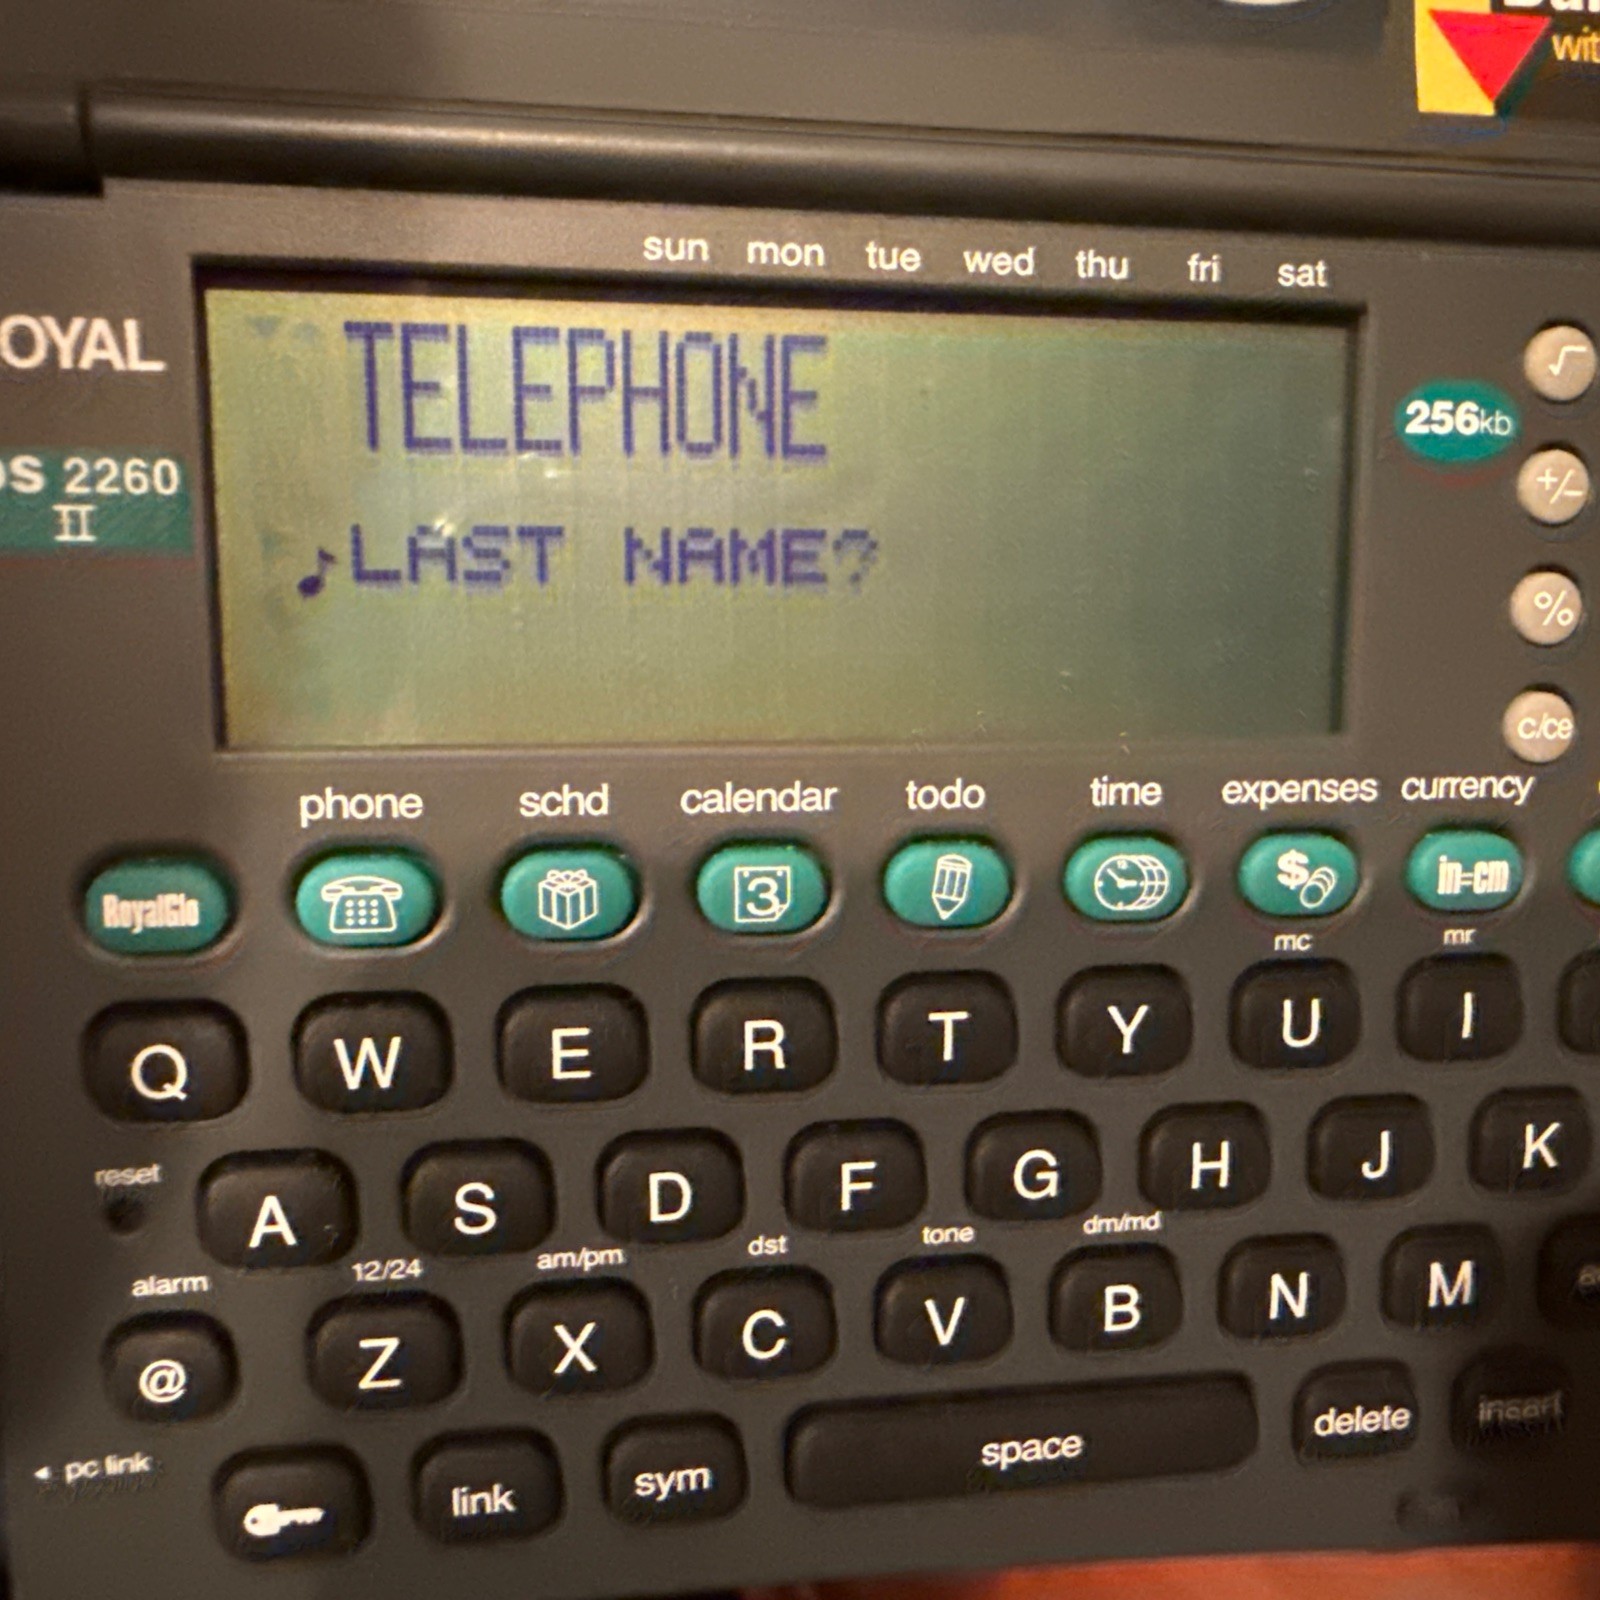 wit
sun mon tue wed thu fri sat
OYAL
TELEPHONE
256kb
√
S 2260
II
+/-
♪LAST NAME?
%
c/ce
phone schd calendar todo time expenses currency
RoyalGlo 3 $ in=cm
mc mr
Q W E R T Y U I
reset
A S D F G H J K
alarm 12/24 am/pm dst tone dm/md
@ Z X C V B N M
◄ pc link
link sym space delete insert